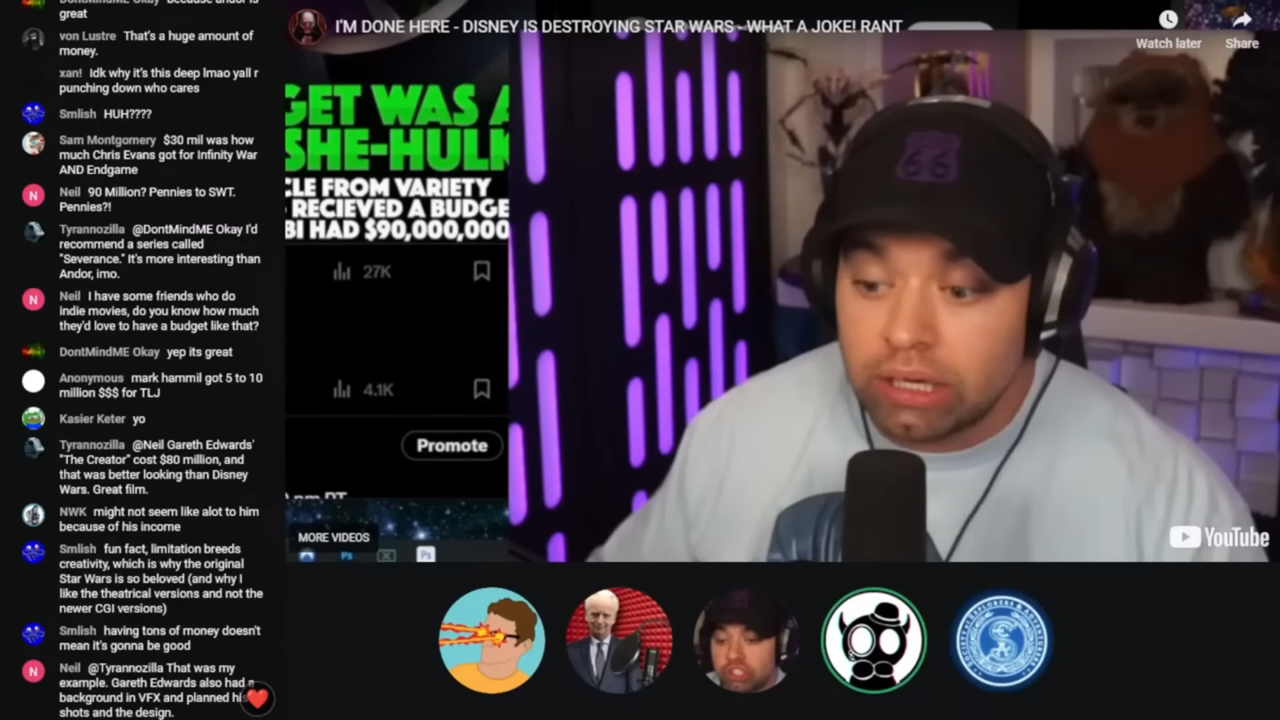 DontMindME Okay because andor is
great
von Lustre That's a huge amount of
money.
xan! Idk why it's this deep lmao yall r
punching down who cares
Smlish HUH????
Sam Montgomery $30 mil was how
much Chris Evans got for Infinity War
AND Endgame
Neil 90 Million? Pennies to SWT.
Pennies?!
Tyrannozilla @DontMindME Okay I'd
recommend a series called
"Severance." It's more interesting than
Andor, imo.
Neil I have some friends who do
indie movies, do you know how much
they'd love to have a budget like that?
DontMindME Okay yep its great
Anonymous mark hammil got 5 to 10
million $$$ for TLJ
Kasier Keter yo
Tyrannozilla @Neil Gareth Edwards'
"The Creator" cost $80 million, and
that was better looking than Disney
Wars. Great film.
NWK might not seem like alot to him
because of his income
Smlish fun fact, limitation breeds
creativity, which is why the original
Star Wars is so beloved (and why I
like the theatrical versions and not the
newer CGI versions)
Smlish having tons of money doesn't
mean it's gonna be good
Neil @Tyrannozilla That was my
example. Gareth Edwards also had a
background in VFX and planned his
shots and the design.
N
N
N
I'M DONE HERE - DISNEY IS DESTROYING STAR WARS - WHAT A JOKE! RANT
Watch later
Share
GET WAS A
SHE-HULK
CLE FROM VARIETY
RECIEVED A BUDGE
BI HAD $90,000,000
27K
4.1K
Promote
pm PT
MORE VIDEOS
Ps
Ps
66
YouTube